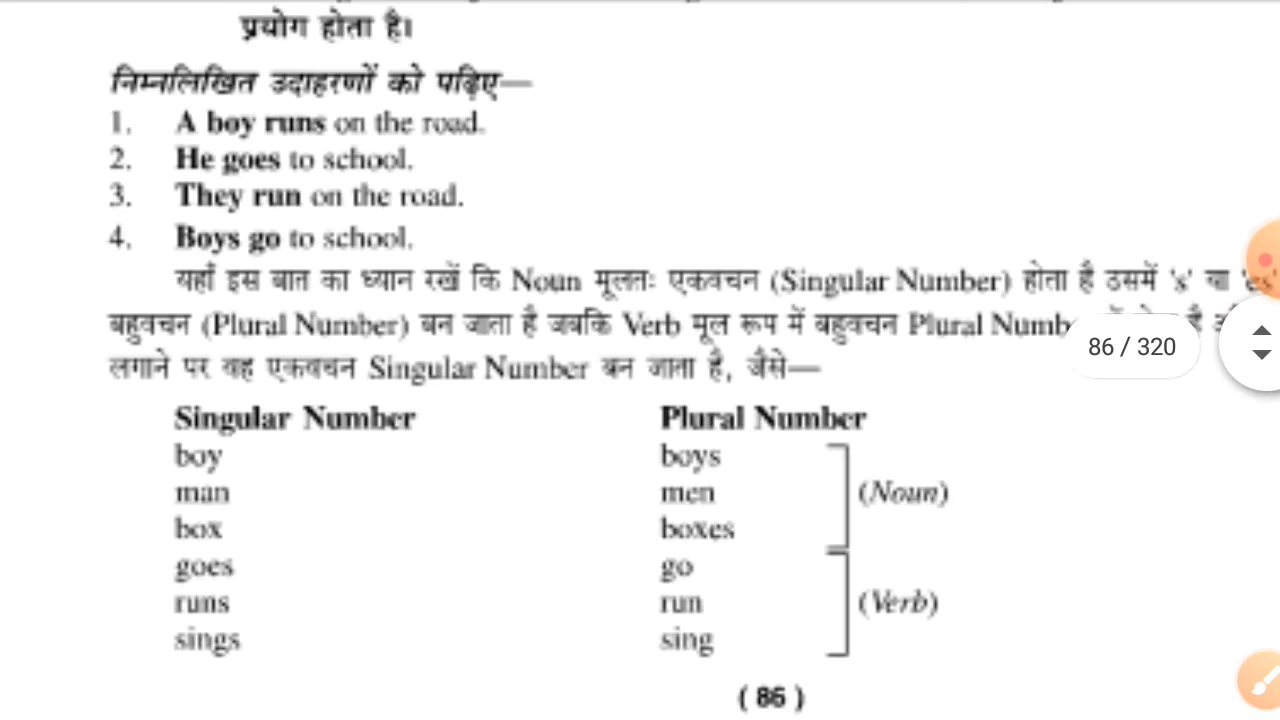 प्रयोग होता है।
निम्नलिखित उदाहरणों को पढ़िए—
1. A boy runs on the road.
2. He goes to school.
3. They run on the road.
4. Boys go to school.
यहाँ इस बात का ध्यान रखें कि Noun मूलतः एकवचन (Singular Number) होता है उसमें 's' या 'es'
बहुवचन (Plural Number) बन जाता है जबकि Verb मूल रूप में बहुवचन Plural है
86 / 320
लगाने पर वह एकवचन Singular Number बन जाता है, जैसे—
Singular Number Plural Number
boy boys
man men (Noun)
box boxes
goes go
runs run (Verb)
sings sing
( 86 )